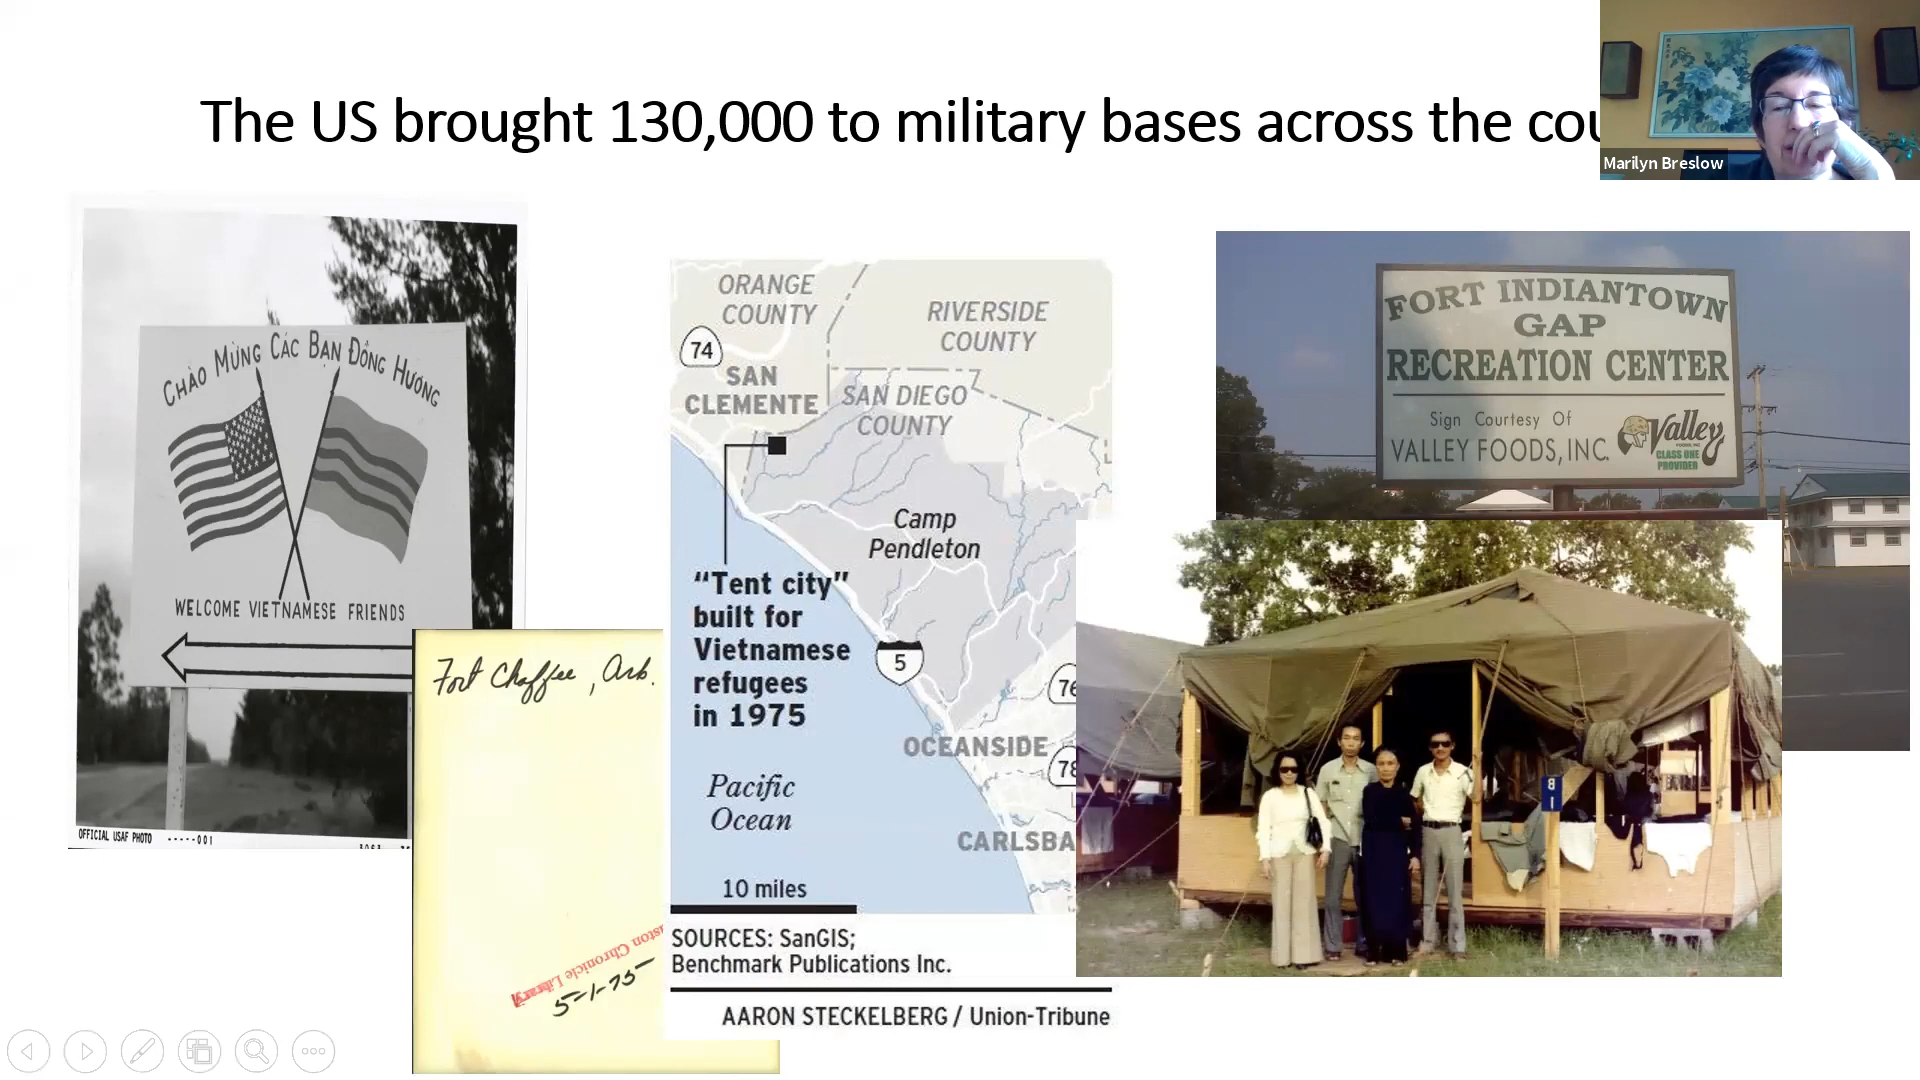 The US brought 130,000 to military bases across the cou
Marilyn Breslow
CHÀO MỪNG CÁC BẠN ĐỒNG HƯƠNG
WELCOME VIETNAMESE FRIENDS
OFFICIAL USAF PHOTO -----001
Fort Chaffee, Ark.
ston Chronicle Library
5-1-75
ORANGE
COUNTY
RIVERSIDE
COUNTY
74
SAN
CLEMENTE
SAN DIEGO
COUNTY
Camp
Pendleton
“Tent city”
built for
Vietnamese
refugees
in 1975
5
76
OCEANSIDE
78
Pacific
Ocean
CARLSBA
10 miles
SOURCES: SanGIS;
Benchmark Publications Inc.
AARON STECKELBERG / Union-Tribune
FORT INDIANTOWN
GAP
RECREATION CENTER
Sign Courtesy Of
VALLEY FOODS, INC.
Valley
FOODS, INC
CLASS ONE
PROVIDER